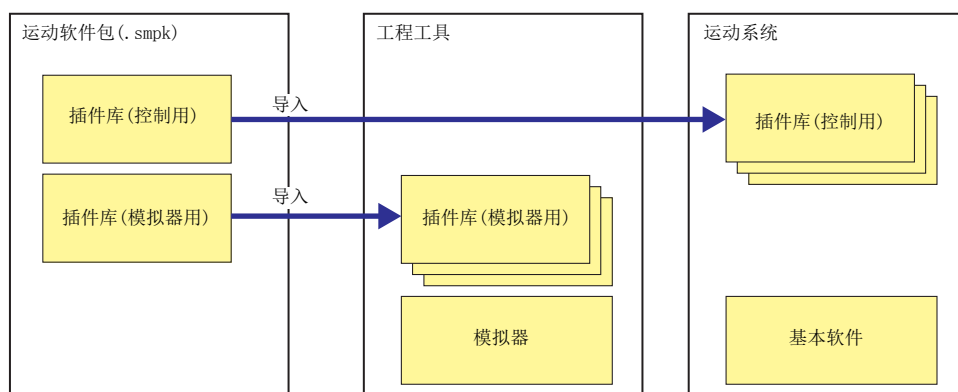 运动软件包(.smpk)
工程工具
运动系统
插件库(控制用)
导入
插件库(控制用)
插件库(模拟器用)
导入
插件库(模拟器用)
模拟器
基本软件